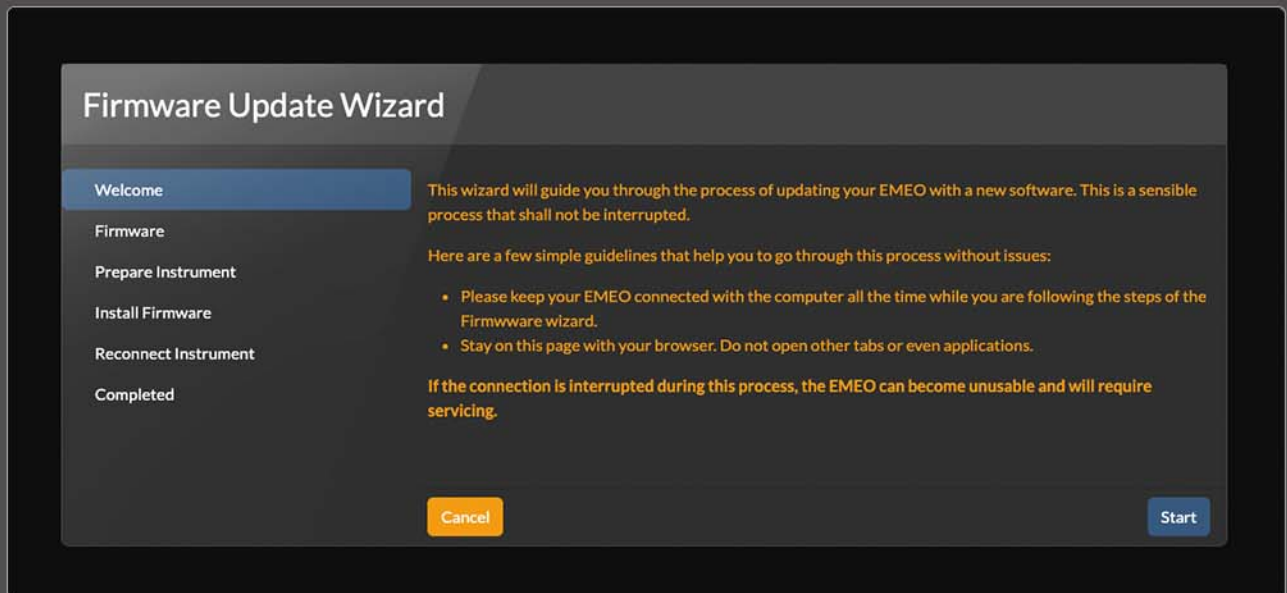 Firmware Update Wizard
Welcome
Firmware
Prepare Instrument
Install Firmware
Reconnect Instrument
Completed
This wizard will guide you through the process of updating your EMEO with a new software. This is a sensible
process that shall not be interrupted.
Here are a few simple guidelines that help you to go through this process without issues:
• Please keep your EMEO connected with the computer all the time while you are following the steps of the
Firmwware wizard.
• Stay on this page with your browser. Do not open other tabs or even applications.
If the connection is interrupted during this process, the EMEO can become unusable and will require
servicing.
Cancel
Start